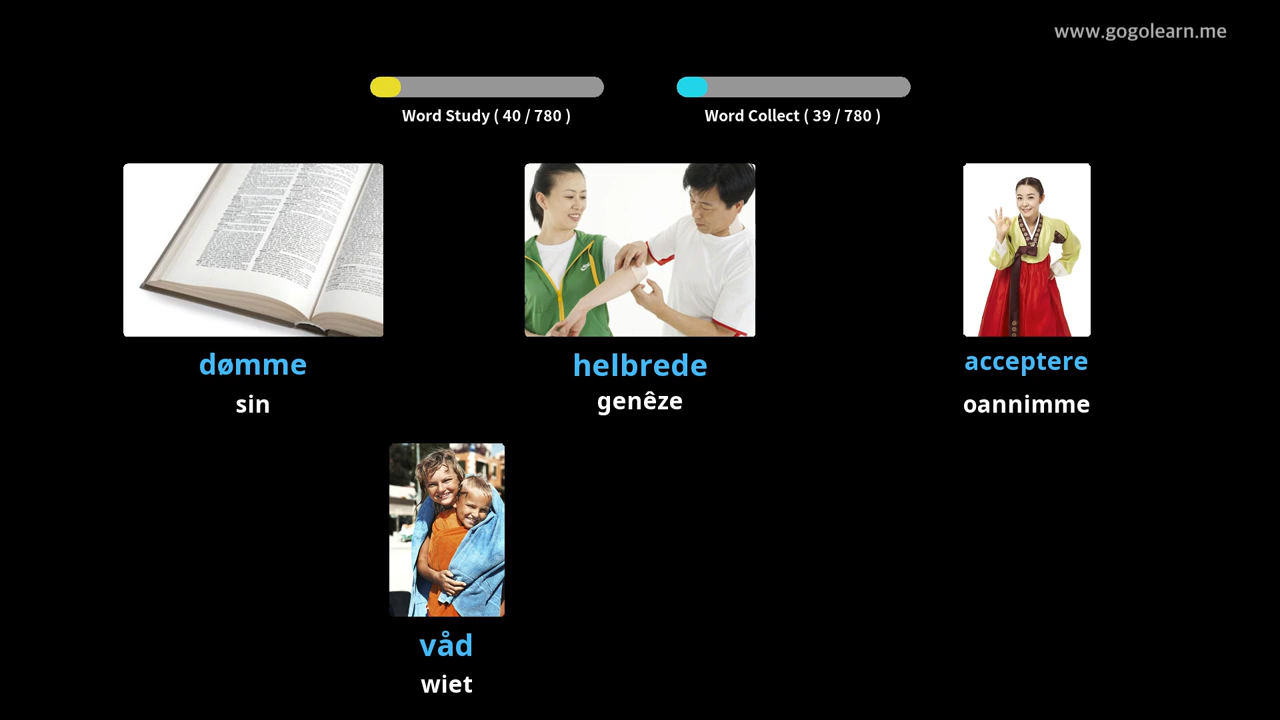 www.gogolearn.me
Word Study ( 40 / 780 )
Word Collect ( 39 / 780 )
dømme
helbrede
acceptere
sin
genêze
oannimme
våd
wiet